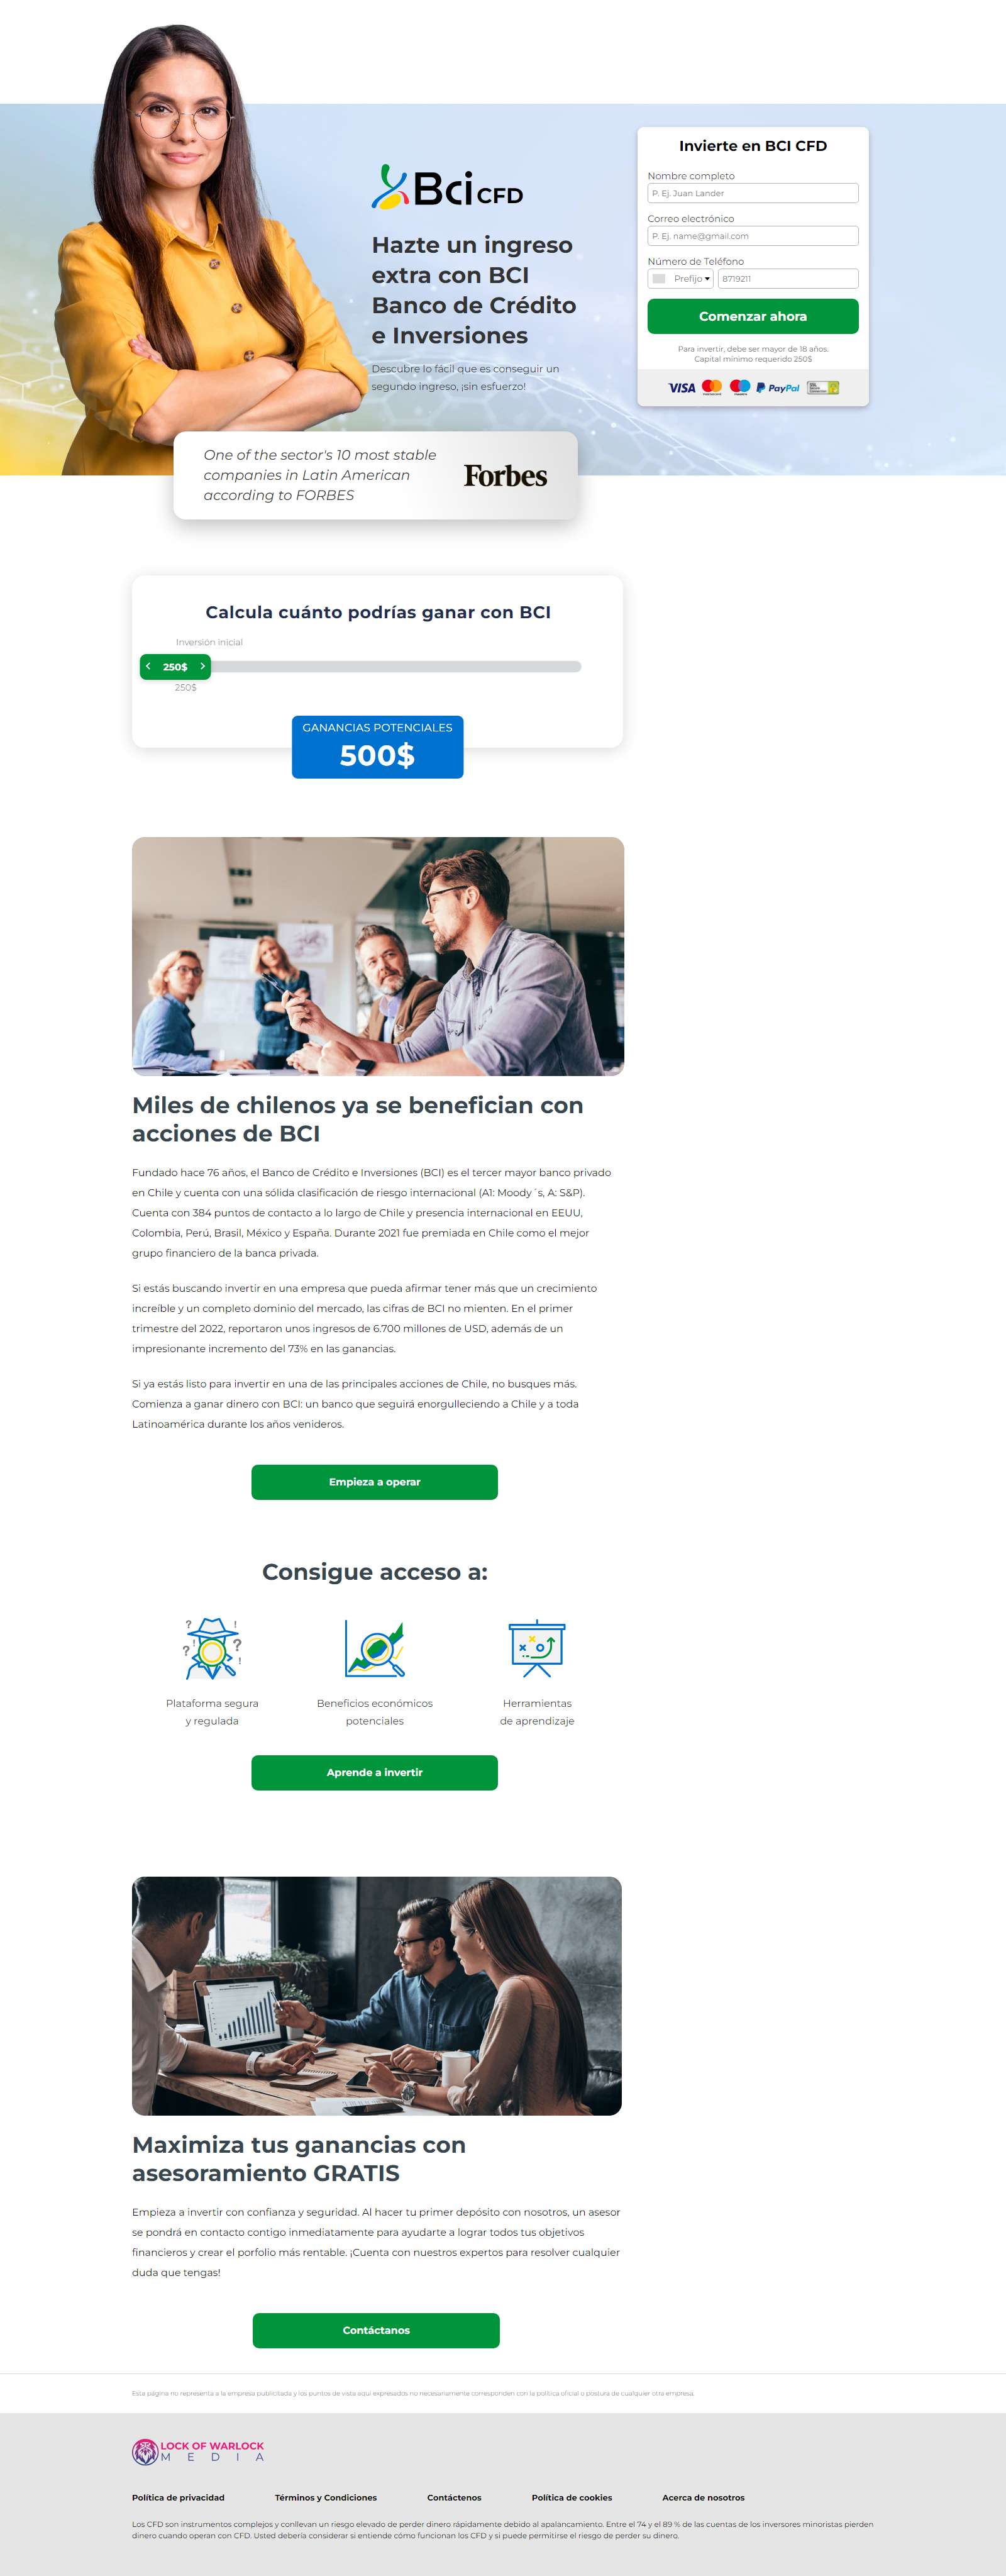 Bci CFD
Hazte un ingreso
extra con BCI
Banco de Crédito
e Inversiones
Descubre lo fácil que es conseguir un
segundo ingreso, ¡sin esfuerzo!
Invierte en BCI CFD
Nombre completo
P. Ej. Juan Lander
Correo electrónico
P. Ej. name@gmail.com
Número de Teléfono
Prefijo 8719211
Comenzar ahora
Para invertir, debe ser mayor de 18 años.
Capital mínimo requerido 250$
VISA PayPal
One of the sector's 10 most stable
companies in Latin American
according to FORBES
Forbes
Calcula cuánto podrías ganar con BCI
Inversión inicial
250$
250$
GANANCIAS POTENCIALES
500$
Miles de chilenos ya se benefician con
acciones de BCI
Fundado hace 76 años, el Banco de Crédito e Inversiones (BCI) es el tercer mayor banco privado
en Chile y cuenta con una sólida clasificación de riesgo internacional (A1: Moody´s, A: S&P).
Cuenta con 384 puntos de contacto a lo largo de Chile y presencia internacional en EEUU,
Colombia, Perú, Brasil, México y España. Durante 2021 fue premiada en Chile como el mejor
grupo financiero de la banca privada.
Si estás buscando invertir en una empresa que pueda afirmar tener más que un crecimiento
increíble y un completo dominio del mercado, las cifras de BCI no mienten. En el primer
trimestre del 2022, reportaron unos ingresos de 6.700 millones de USD, además de un
impresionante incremento del 73% en las ganancias.
Si ya estás listo para invertir en una de las principales acciones de Chile, no busques más.
Comienza a ganar dinero con BCI: un banco que seguirá enorgulleciendo a Chile y a toda
Latinoamérica durante los años venideros.
Empieza a operar
Consigue acceso a:
Plataforma segura
y regulada
Beneficios económicos
potenciales
Herramientas
de aprendizaje
Aprende a invertir
Maximiza tus ganancias con
asesoramiento GRATIS
Empieza a invertir con confianza y seguridad. Al hacer tu primer depósito con nosotros, un asesor
se pondrá en contacto contigo inmediatamente para ayudarte a lograr todos tus objetivos
financieros y crear el porfolio más rentable. ¡Cuenta con nuestros expertos para resolver cualquier
duda que tengas!
Contáctanos
Esta página no representa a la empresa publicitada y los puntos de vista aquí expresados no necesariamente corresponden con la política oficial o postura de cualquier otra empresa.
LOCK OF WARLOCK
MEDIA
Política de privacidad Términos y Condiciones Contáctenos Política de cookies Acerca de nosotros
Los CFD son instrumentos complejos y conllevan un riesgo elevado de perder dinero rápidamente debido al apalancamiento. Entre el 74 y el 89 % de las cuentas de los inversores minoristas pierden
dinero cuando operan con CFD. Usted debería considerar si entiende cómo funcionan los CFD y si puede permitirse el riesgo de perder su dinero.